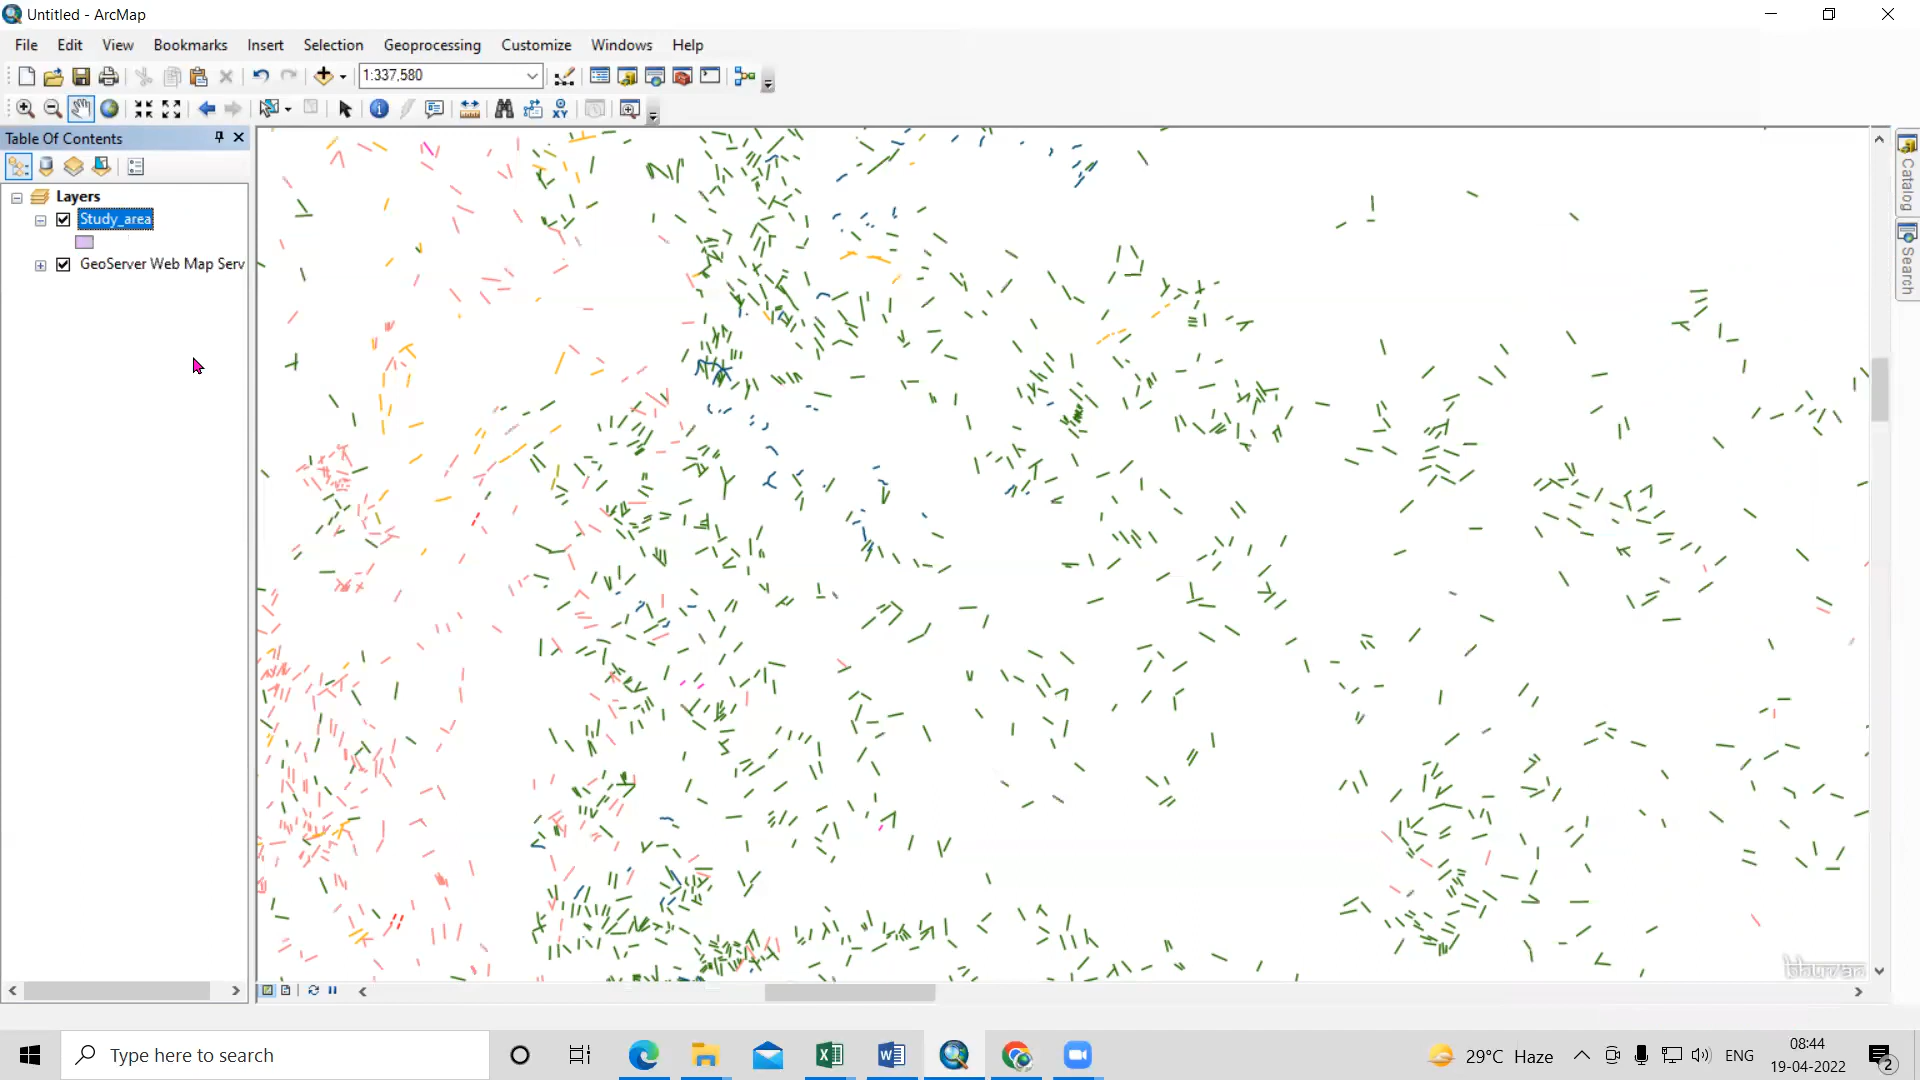 Untitled - ArcMap
File Edit View Bookmarks Insert Selection Geoprocessing Customize Windows Help
1:337,580
Table Of Contents
Layers
Study_area
GeoServer Web Map Serv
Catalog
Search
bhuvan
Type here to search
29°C Haze
ENG
08:44
19-04-2022
2